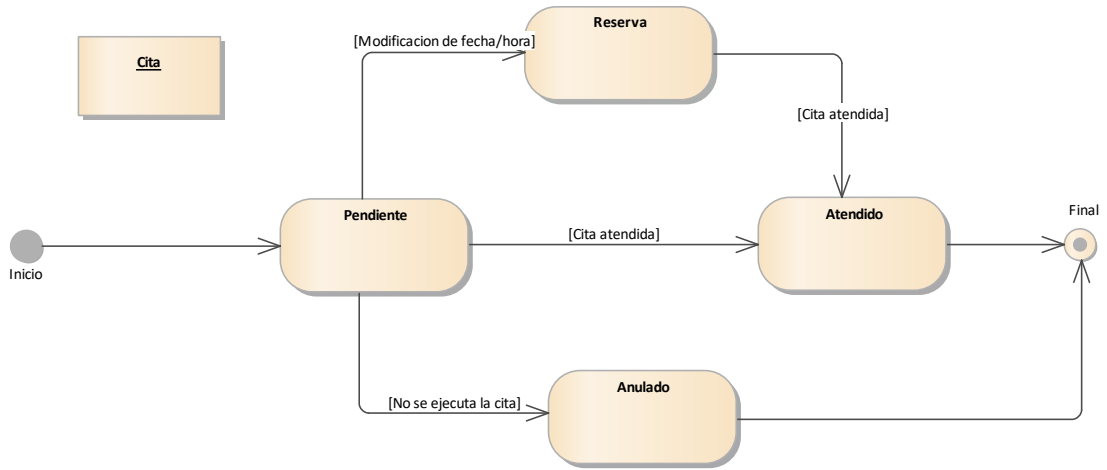 Reserva
[Modificacion de fecha/hora]
Cita
[Cita atendida]
Pendiente
Atendido
Final
[Cita atendida]
Inicio
Anulado
[No se ejecuta la cita]